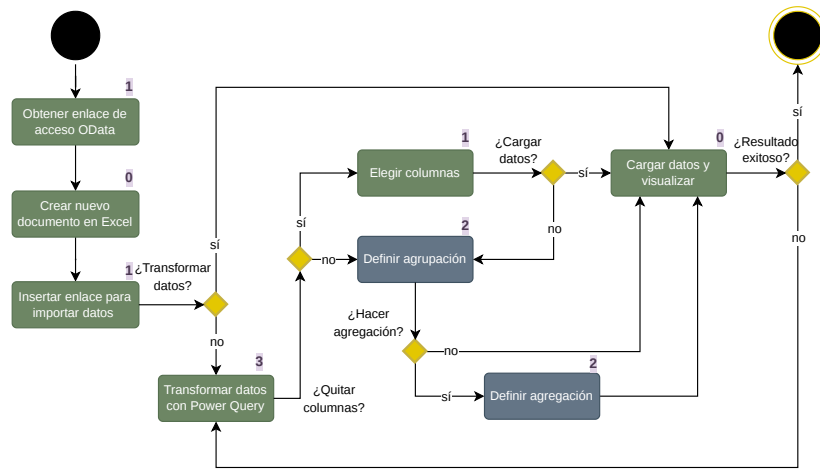 1
Obtener enlace de
acceso OData
0
Crear nuevo
documento en Excel
1
Insertar enlace para
importar datos
¿Transformar
datos?
sí
no
3
Transformar datos
con Power Query
¿Quitar
columnas?
sí
no
1
Elegir columnas
¿Cargar
datos?
sí
no
2
Definir agrupación
¿Hacer
agregación?
no
sí
2
Definir agregación
0
Cargar datos y
visualizar
¿Resultado
exitoso?
sí
no